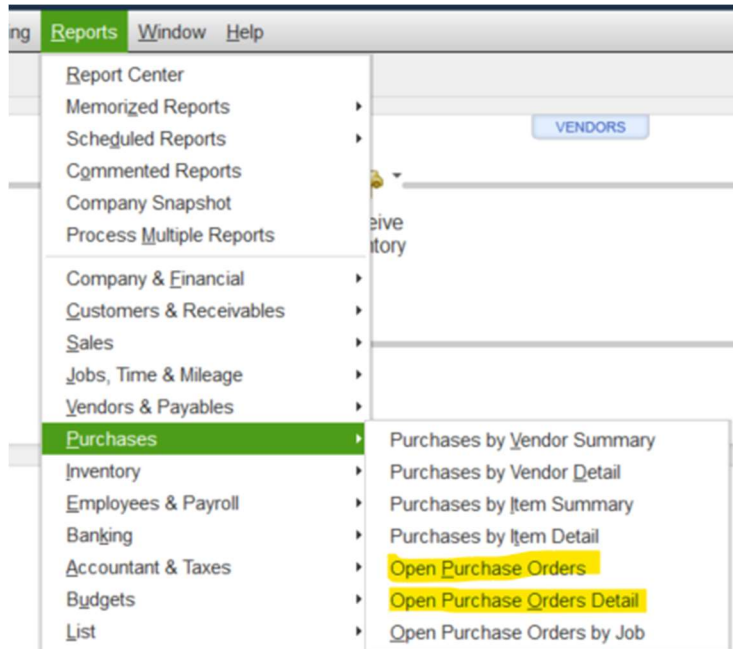 ng Reports Window Help
Report Center
Memorized Reports
Scheduled Reports
Commented Reports
Company Snapshot
Process Multiple Reports
Company & Financial
Customers & Receivables
Sales
Jobs, Time & Mileage
Vendors & Payables
Purchases
Inventory
Employees & Payroll
Banking
Accountant & Taxes
Budgets
List
VENDORS
eive
tory
Purchases by Vendor Summary
Purchases by Vendor Detail
Purchases by Item Summary
Purchases by Item Detail
Open Purchase Orders
Open Purchase Orders Detail
Open Purchase Orders by Job